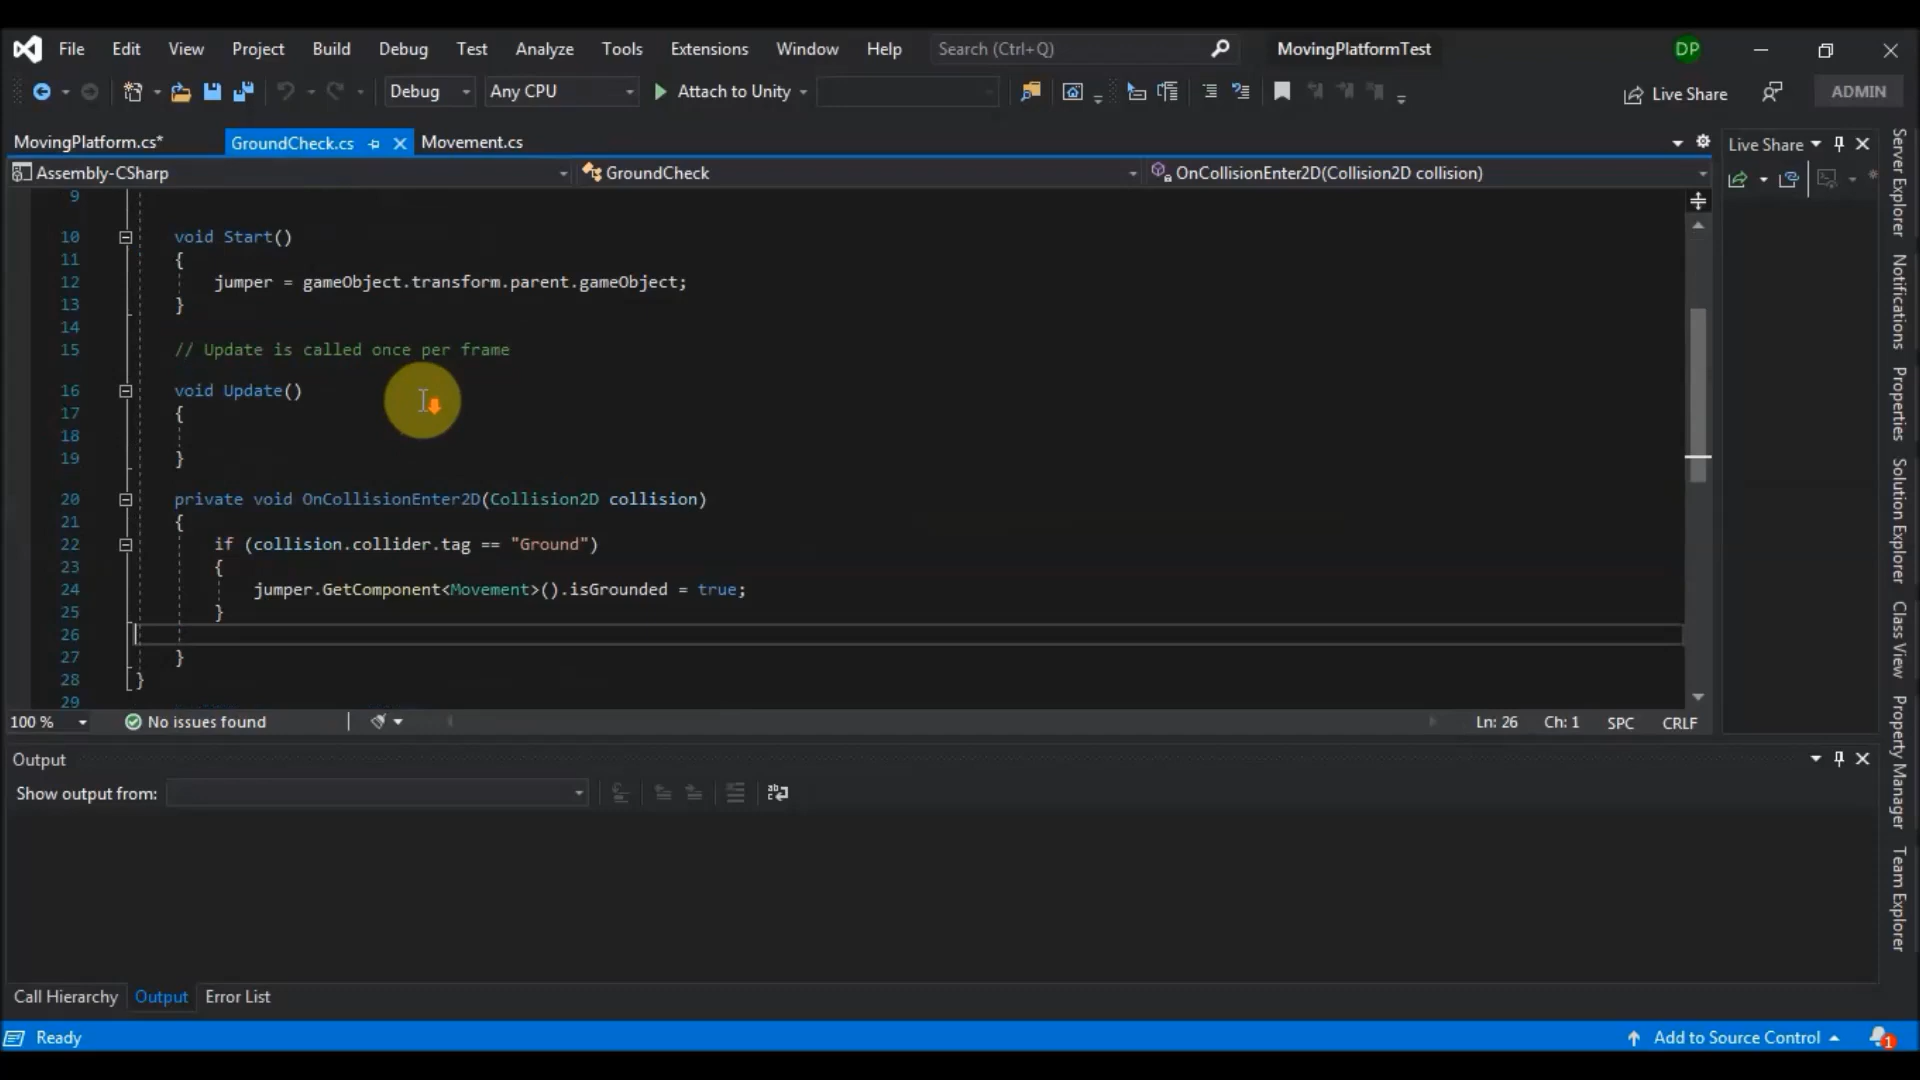 File Edit View Project Build Debug Test Analyze Tools Extensions Window Help Search (Ctrl+Q) MovingPlatformTest DP
Debug Any CPU Attach to Unity Live Share ADMIN
MovingPlatform.cs* GroundCheck.cs Movement.cs Live Share
Assembly-CSharp GroundCheck OnCollisionEnter2D(Collision2D collision)
9
10 void Start()
11 {
12 jumper = gameObject.transform.parent.gameObject;
13 }
14
15 // Update is called once per frame
16 void Update()
17 {
18
19 }
20 private void OnCollisionEnter2D(Collision2D collision)
21 {
22 if (collision.collider.tag == "Ground")
23 {
24 jumper.GetComponent<Movement>().isGrounded = true;
25 }
26
27 }
28 }
29
100 % No issues found Ln: 26 Ch: 1 SPC CRLF
Output
Show output from:
Call Hierarchy Output Error List
Ready Add to Source Control 1
Server Explorer
Notifications
Properties
Solution Explorer
Class View
Property Manager
Team Explorer